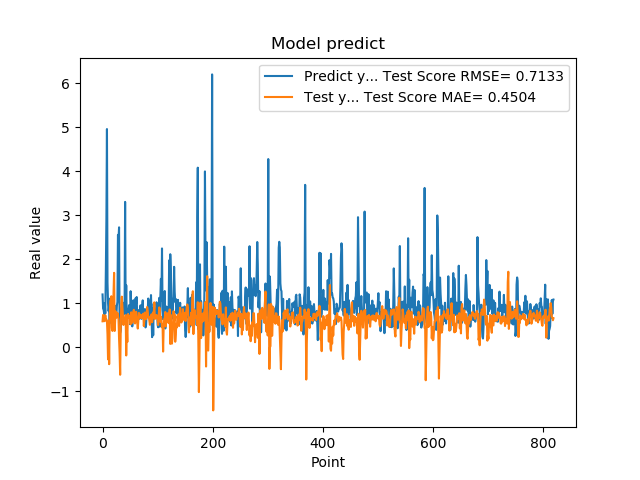 Model predict
Predict y... Test Score RMSE= 0.7133
Test y... Test Score MAE= 0.4504
Real value
6
5
4
3
2
1
0
−1
0 200 400 600 800
Point